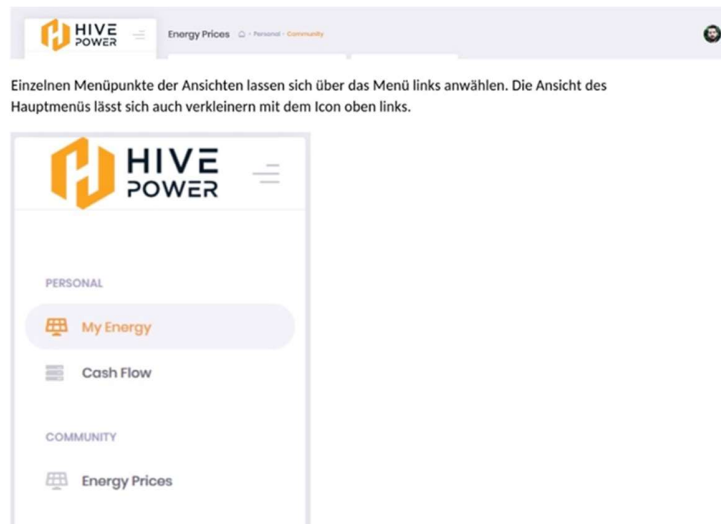 HIVE POWER Energy Prices Personal Community
Einzelnen Menüpunkte der Ansichten lassen sich über das Menü links anwählen. Die Ansicht des
Hauptmenüs lässt sich auch verkleinern mit dem Icon oben links.
HIVE
POWER
PERSONAL
My Energy
Cash Flow
COMMUNITY
Energy Prices